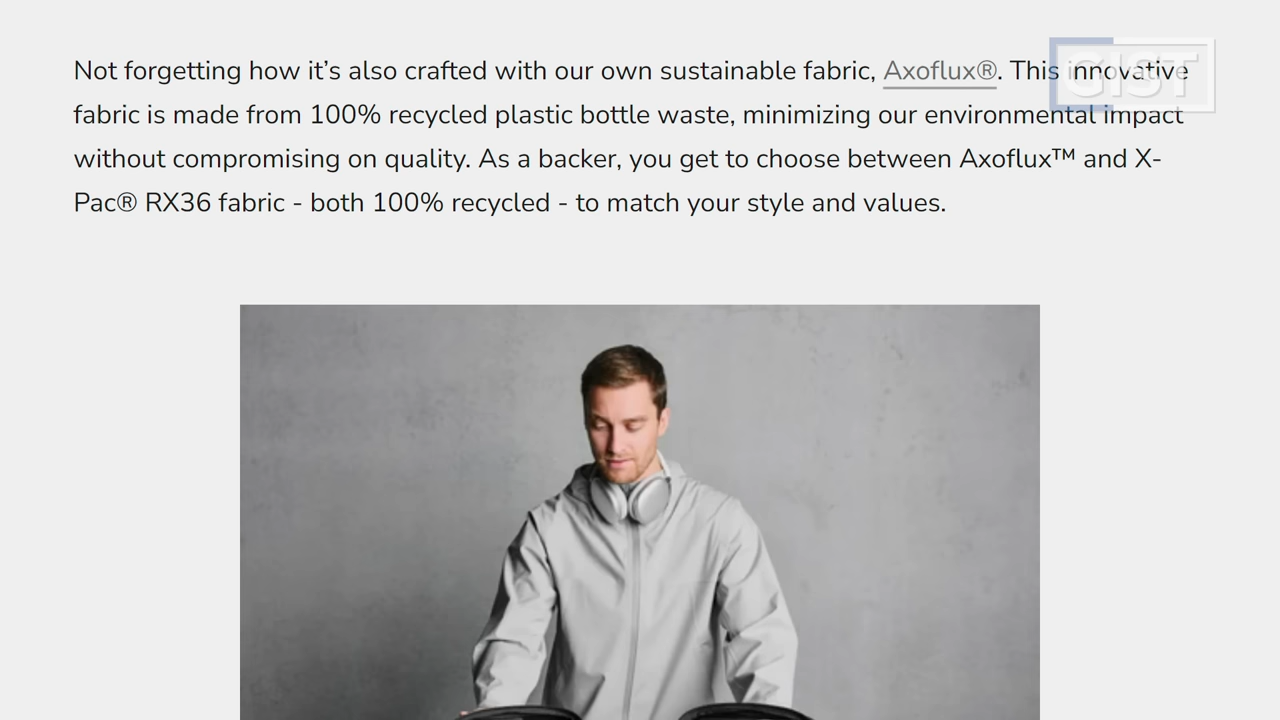 Not forgetting how it’s also crafted with our own sustainable fabric, Axoflux®. This innovative
fabric is made from 100% recycled plastic bottle waste, minimizing our environmental impact
without compromising on quality. As a backer, you get to choose between Axoflux™ and X-
Pac® RX36 fabric - both 100% recycled - to match your style and values.
GIST